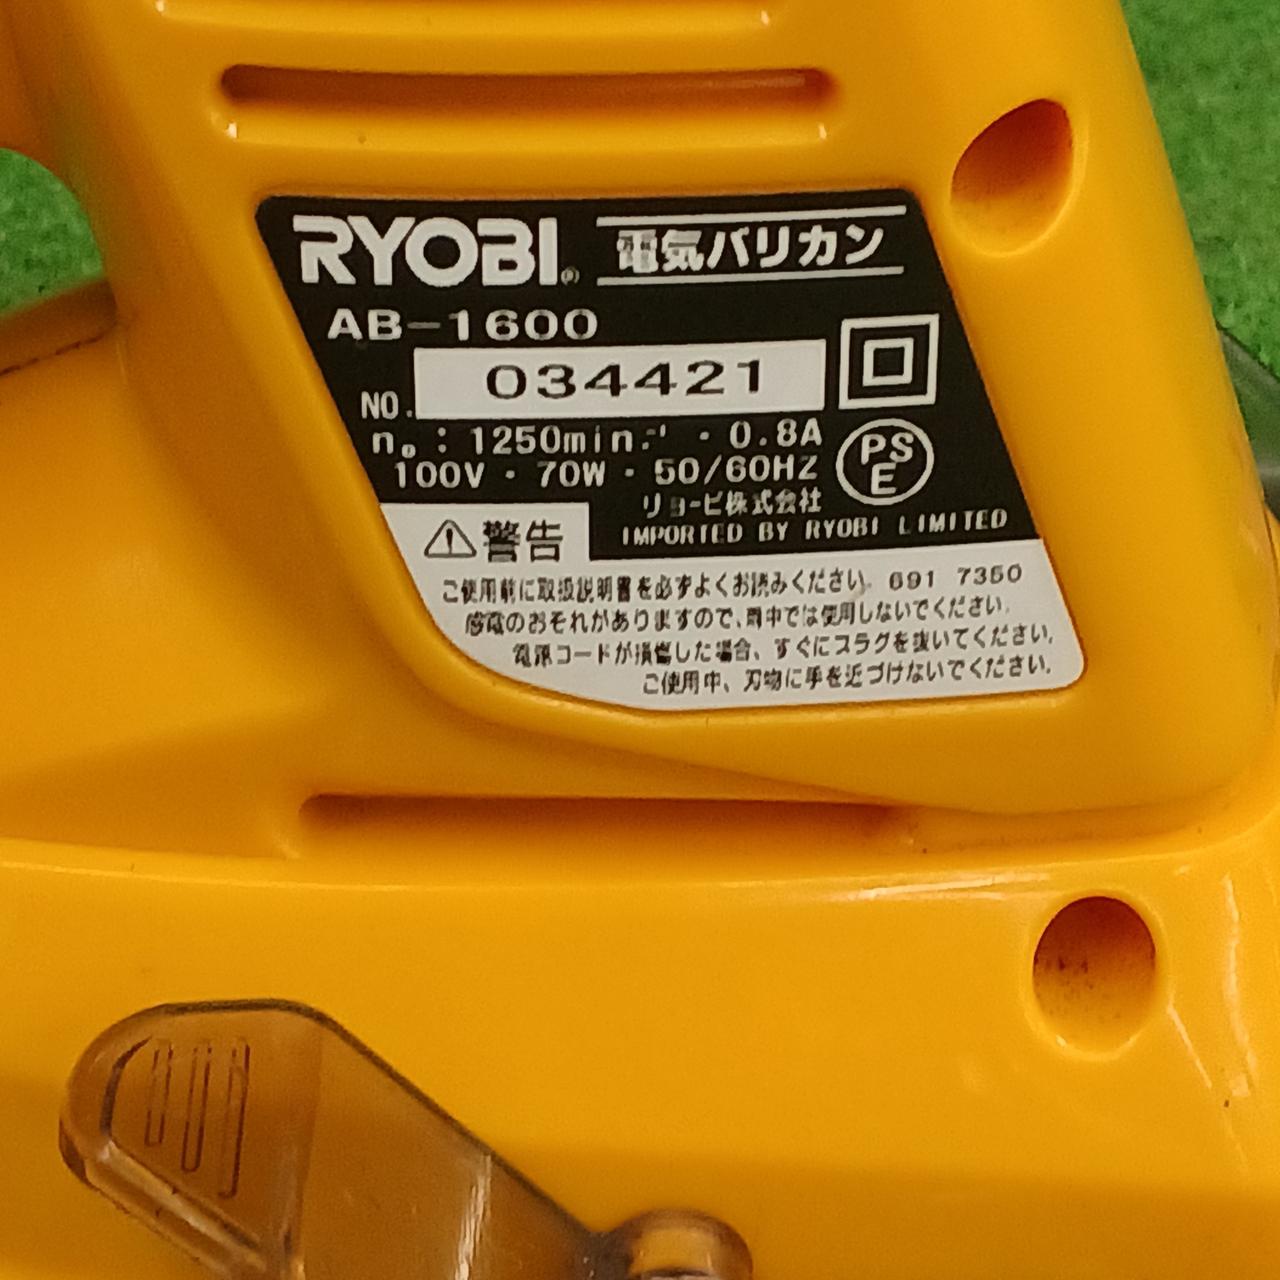 RYOBI® 電気バリカン
AB-1600
NO. 034421
n₀ : 1250min⁻¹ · 0.8A
100V · 70W · 50/60HZ
PSE
リョービ株式会社
IMPORTED BY RYOBI LIMITED
⚠警告
ご使用前に取扱説明書を必ずよくお読みください。 691 7350
感電のおそれがありますので、雨中では使用しないでください。
電源コードが損傷した場合、すぐにプラグを抜いてください。
ご使用中、刃物に手を近づけないでください。